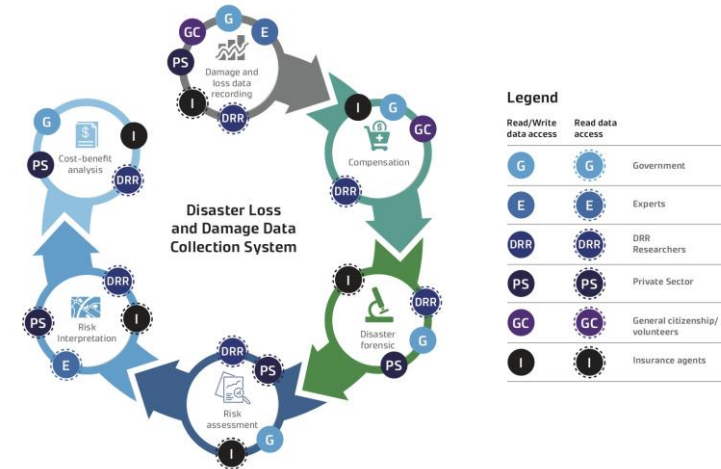 GC
G
E
PS
I
DRR
Damage and
loss data
recording
I
G
GC
DRR
Compensation
G
I
PS
DRR
Cost-benefit
analysis
Disaster Loss
and Damage Data
Collection System
I
DRR
G
PS
Disaster
forensic
DRR
PS
I
E
Risk
Interpretation
DRR
PS
I
G
Risk
assessment
Legend
Read/Write
data access
Read data
access
G
G
Government
E
E
Experts
DRR
DRR
DRR
Researchers
PS
PS
Private Sector
GC
GC
General citizenship/
volunteers
I
I
Insurance agents